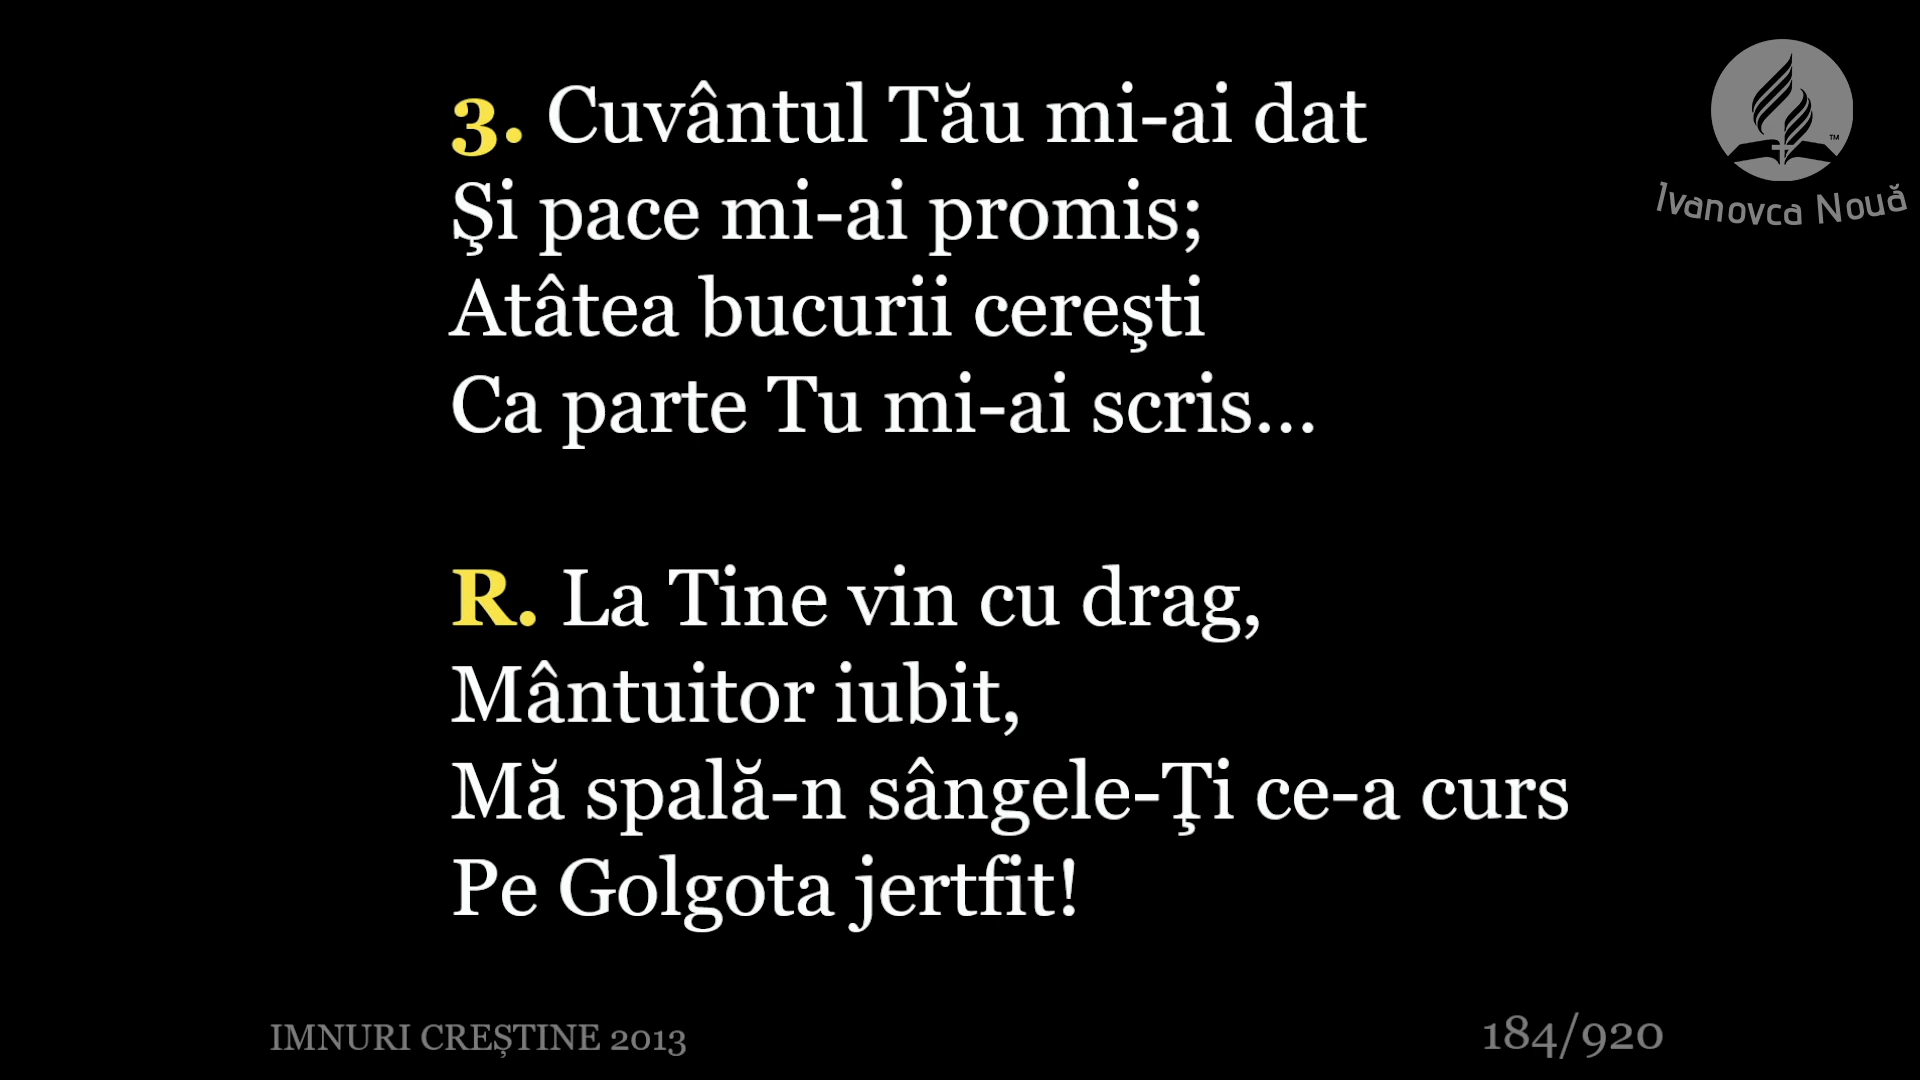 3. Cuvântul Tău mi-ai dat
Şi pace mi-ai promis;
Atâtea bucurii cereşti
Ca parte Tu mi-ai scris...
R. La Tine vin cu drag,
Mântuitor iubit,
Mă spală-n sângele-Ţi ce-a curs
Pe Golgota jertfit!
TM
Ivanovca Nouă
IMNURI CREȘTINE 2013
184/920